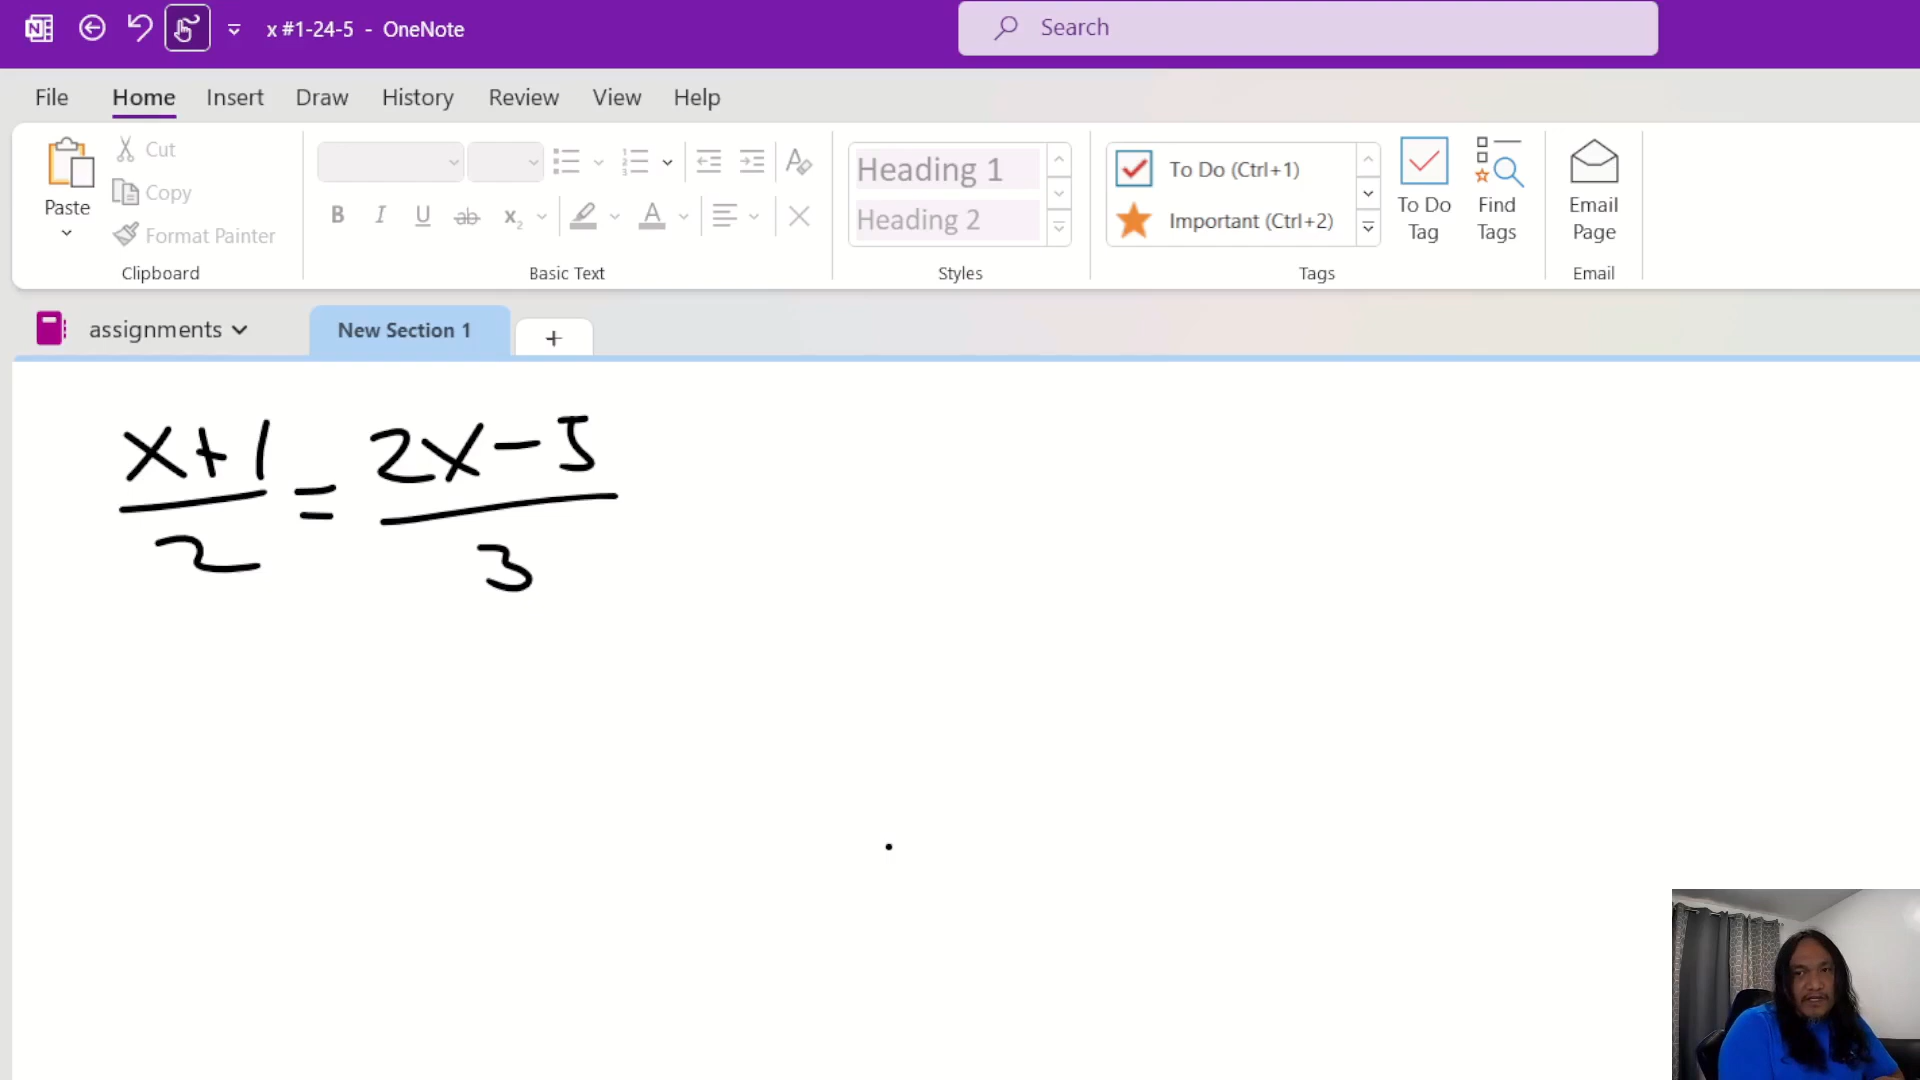 x #1-24-5 - OneNote
Search
File Home Insert Draw History Review View Help
Paste
Cut
Copy
Format Painter
Clipboard
B I U ab x₂ A
Basic Text
Heading 1
Heading 2
Styles
To Do (Ctrl+1)
Important (Ctrl+2)
Tags
To Do
Tag
Find
Tags
Email
Page
Email
assignments
New Section 1
+
x+1 = 2x-5
2 3